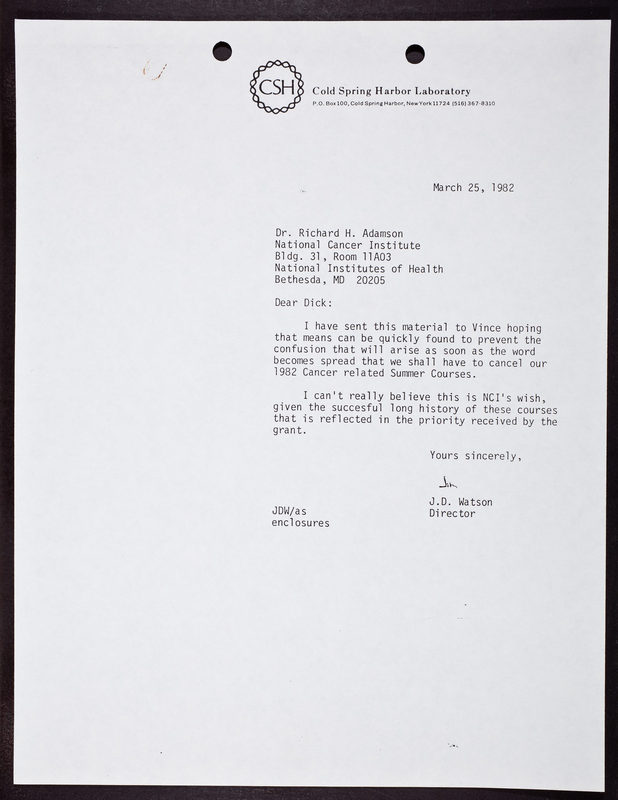 CSH
Cold Spring Harbor Laboratory
P.O. Box 100, Cold Spring Harbor, New York 11724 (516) 367-8310
March 25, 1982
Dr. Richard H. Adamson
National Cancer Institute
Bldg. 31, Room 11A03
National Institutes of Health
Bethesda, MD  20205
Dear Dick:
I have sent this material to Vince hoping
that means can be quickly found to prevent the
confusion that will arise as soon as the word
becomes spread that we shall have to cancel our
1982 Cancer related Summer Courses.
I can't really believe this is NCI's wish,
given the succesful long history of these courses
that is reflected in the priority received by the
grant.
Yours sincerely,
Jim
J.D. Watson
Director
JDW/as
enclosures